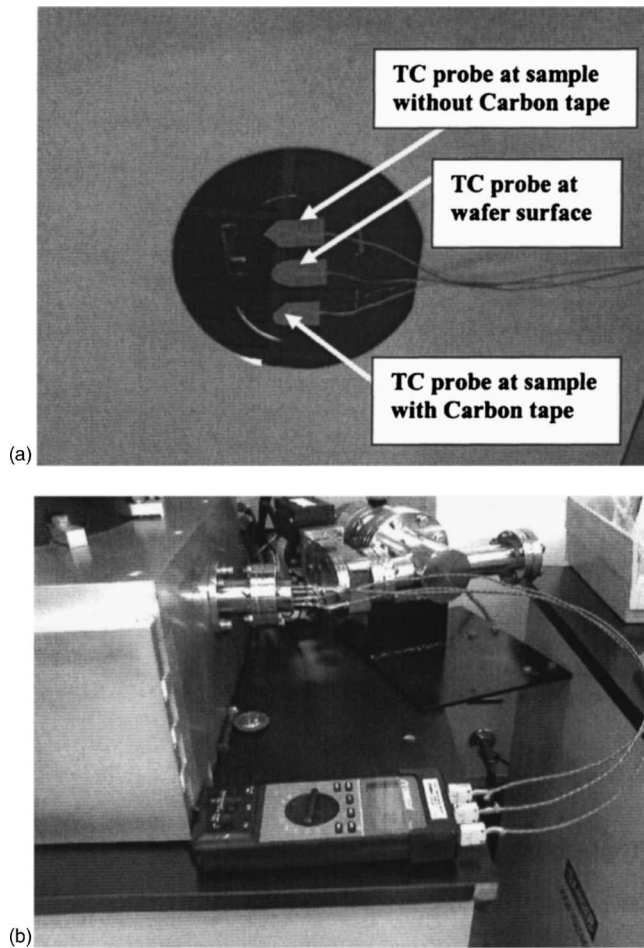 TC probe at sample
without Carbon tape
TC probe at
wafer surface
TC probe at sample
with Carbon tape
(a)
(b)